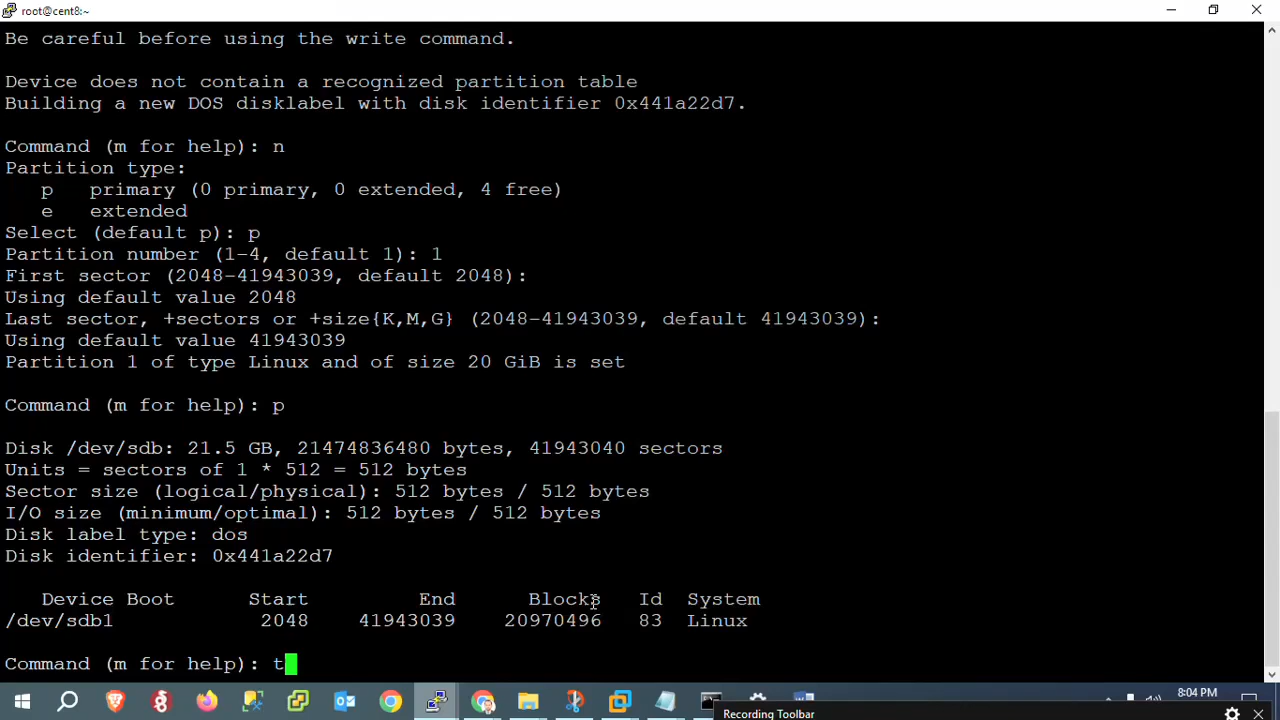 root@cent8:~
Be careful before using the write command.
Device does not contain a recognized partition table
Building a new DOS disklabel with disk identifier 0x441a22d7.
Command (m for help): n
Partition type:
   p   primary (0 primary, 0 extended, 4 free)
   e   extended
Select (default p): p
Partition number (1-4, default 1): 1
First sector (2048-41943039, default 2048):
Using default value 2048
Last sector, +sectors or +size{K,M,G} (2048-41943039, default 41943039):
Using default value 41943039
Partition 1 of type Linux and of size 20 GiB is set
Command (m for help): p
Disk /dev/sdb: 21.5 GB, 21474836480 bytes, 41943040 sectors
Units = sectors of 1 * 512 = 512 bytes
Sector size (logical/physical): 512 bytes / 512 bytes
I/O size (minimum/optimal): 512 bytes / 512 bytes
Disk label type: dos
Disk identifier: 0x441a22d7
   Device Boot      Start         End      Blocks   Id  System
/dev/sdb1            2048    41943039    20970496   83  Linux
Command (m for help): t
8:04 PM
Recording Toolbar